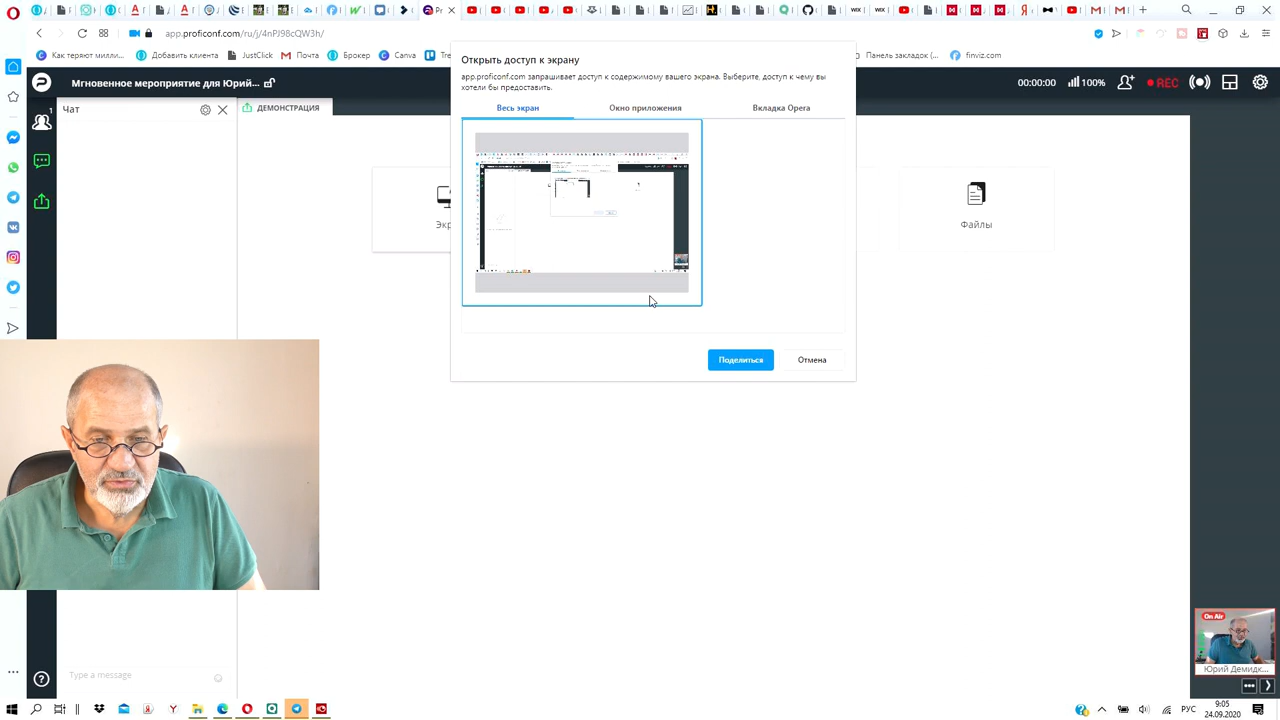 app.proficonf.com/ru/j/4nPJ98cQW3h/
Как теряют милли...
Добавить клиента
JustClick
Почта
Брокер
Canva
Панель закладок (...
finviz.com
Мгновенное мероприятие для Юрий...
00:00:00
100%
REC
Чат
ДЕМОНСТРАЦИЯ
Открыть доступ к экрану
app.proficonf.com запрашивает доступ к содержимому вашего экрана. Выберите, доступ к чему вы
хотели бы предоставить.
Весь экран
Окно приложения
Вкладка Opera
Файлы
Поделиться
Отмена
On Air
Юрий Демидк...
Type a message
РУС
9:05
24.09.2020